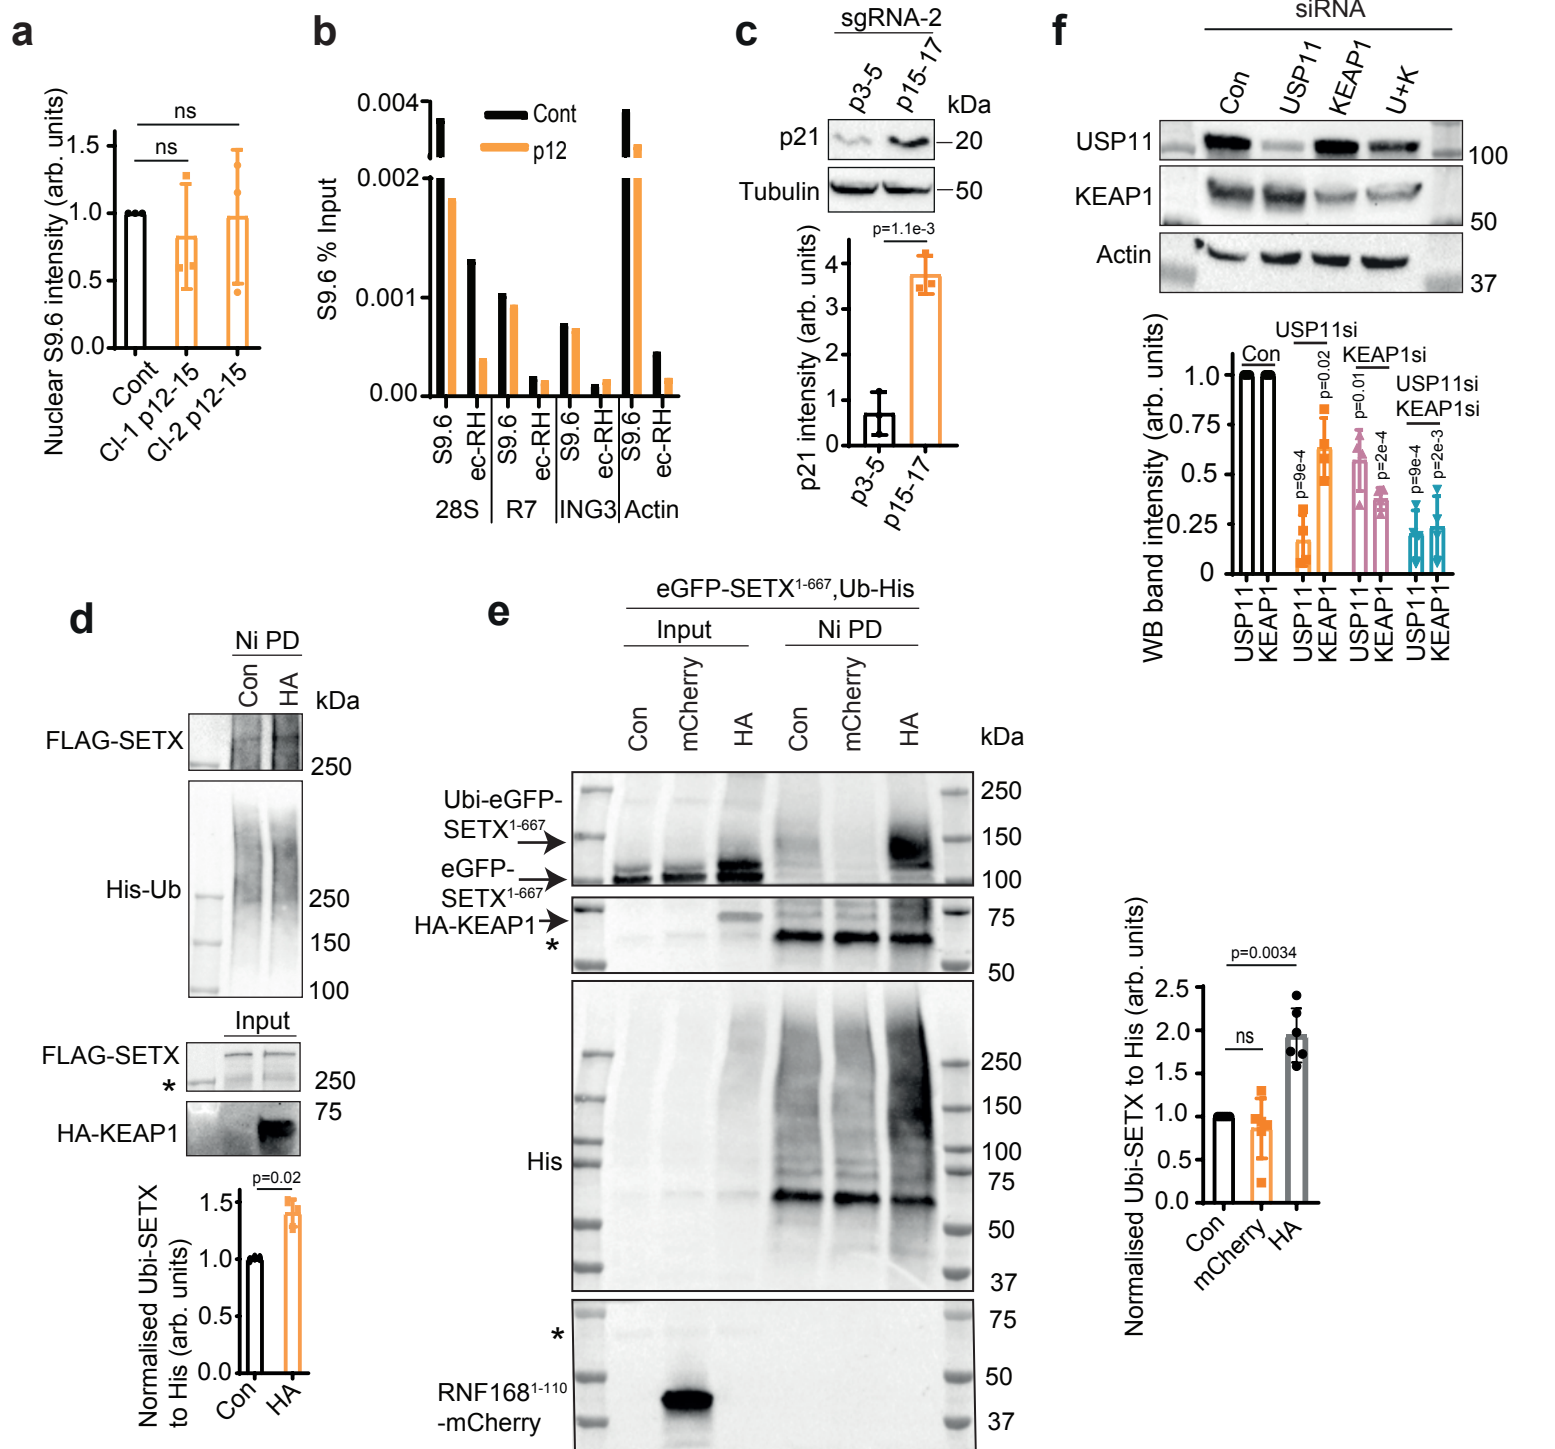 a
Nuclear S9.6 intensity (arb. units)
1.5
1.0
0.5
0.0
ns
ns
Cont
Cl-1 p12-15
Cl-2 p12-15
b
S9.6 % Input
0.004
0.002
0.001
0.00
Cont
p12
S9.6
ec-RH
S9.6
ec-RH
S9.6
ec-RH
S9.6
ec-RH
28S
R7
ING3
Actin
c
sgRNA-2
p3-5
p15-17
kDa
p21
20
Tubulin
50
p=1.1e-3
p21 intensity (arb. units)
4
3
2
1
0
p3-5
p15-17
f
siRNA
Con
USP11
KEAP1
U+K
USP11
100
KEAP1
50
Actin
37
WB band intensity (arb. units)
1.0
0.75
0.5
0.25
0
Con
USP11si
KEAP1si
USP11si
KEAP1si
p=9e-4
p=0.02
p=0.01
p=2e-4
p=9e-4
p=2e-3
USP11
KEAP1
USP11
KEAP1
USP11
KEAP1
USP11
KEAP1
d
Ni PD
Con
HA
kDa
FLAG-SETX
250
His-Ub
250
150
100
Input
FLAG-SETX
*
250
75
HA-KEAP1
p=0.02
Normalised Ubi-SETX
to His (arb. units)
1.5
1.0
0.5
0.0
Con
HA
e
eGFP-SETX1-667,Ub-His
Input
Ni PD
Con
mCherry
HA
Con
mCherry
HA
kDa
Ubi-eGFP-
SETX1-667
eGFP-
SETX1-667
250
150
100
HA-KEAP1
*
75
50
His
250
150
100
75
50
37
*
RNF1681-110
-mCherry
75
50
37
Normalised Ubi-SETX to His (arb. units)
p=0.0034
ns
2.5
2.0
1.5
1.0
0.5
0.0
Con
mCherry
HA